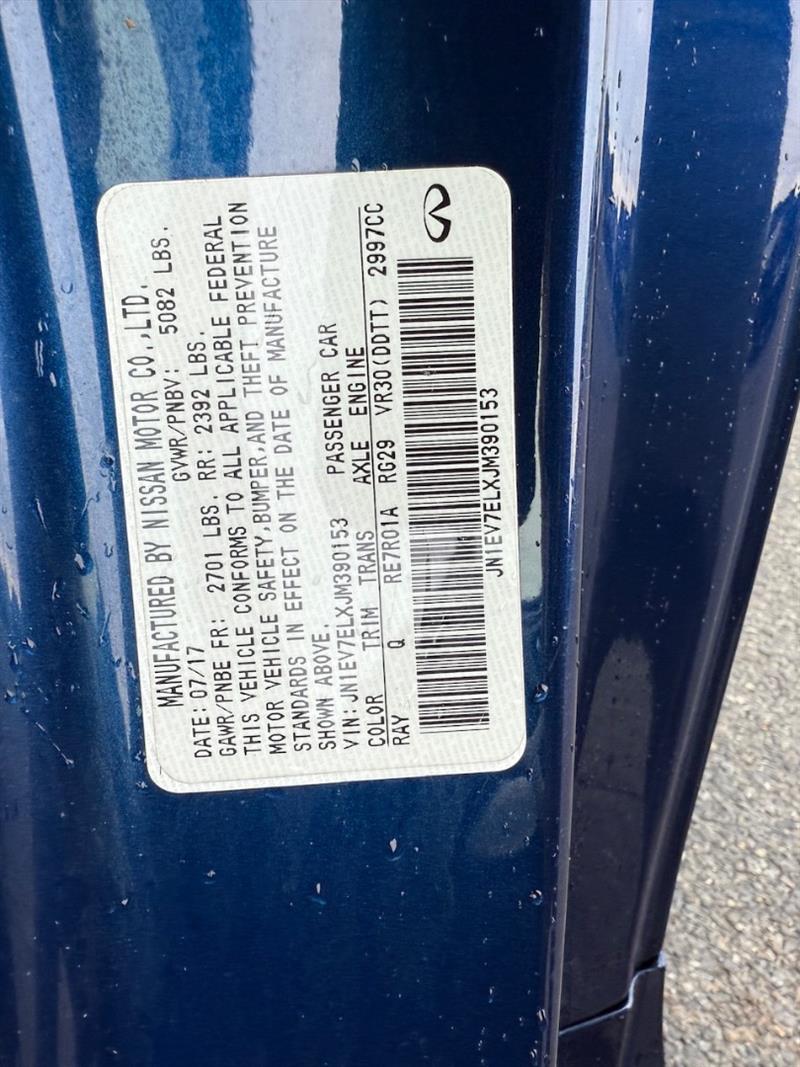 MANUFACTURED BY NISSAN MOTOR CO.,LTD.
DATE: 07/17 GVWR/PNBV: 5082 LBS.
GAWR/PNBE FR: 2701 LBS. RR: 2392 LBS.
THIS VEHICLE CONFORMS TO ALL APPLICABLE FEDERAL
MOTOR VEHICLE SAFETY,BUMPER,AND THEFT PREVENTION
STANDARDS IN EFFECT ON THE DATE OF MANUFACTURE
SHOWN ABOVE.
VIN: JN1EV7ELXJM390153 PASSENGER CAR
COLOR TRIM TRANS AXLE ENGINE
RAY Q RE7R01A RG29 VR30(DDTT) 2997CC
JN1EV7ELXJM390153